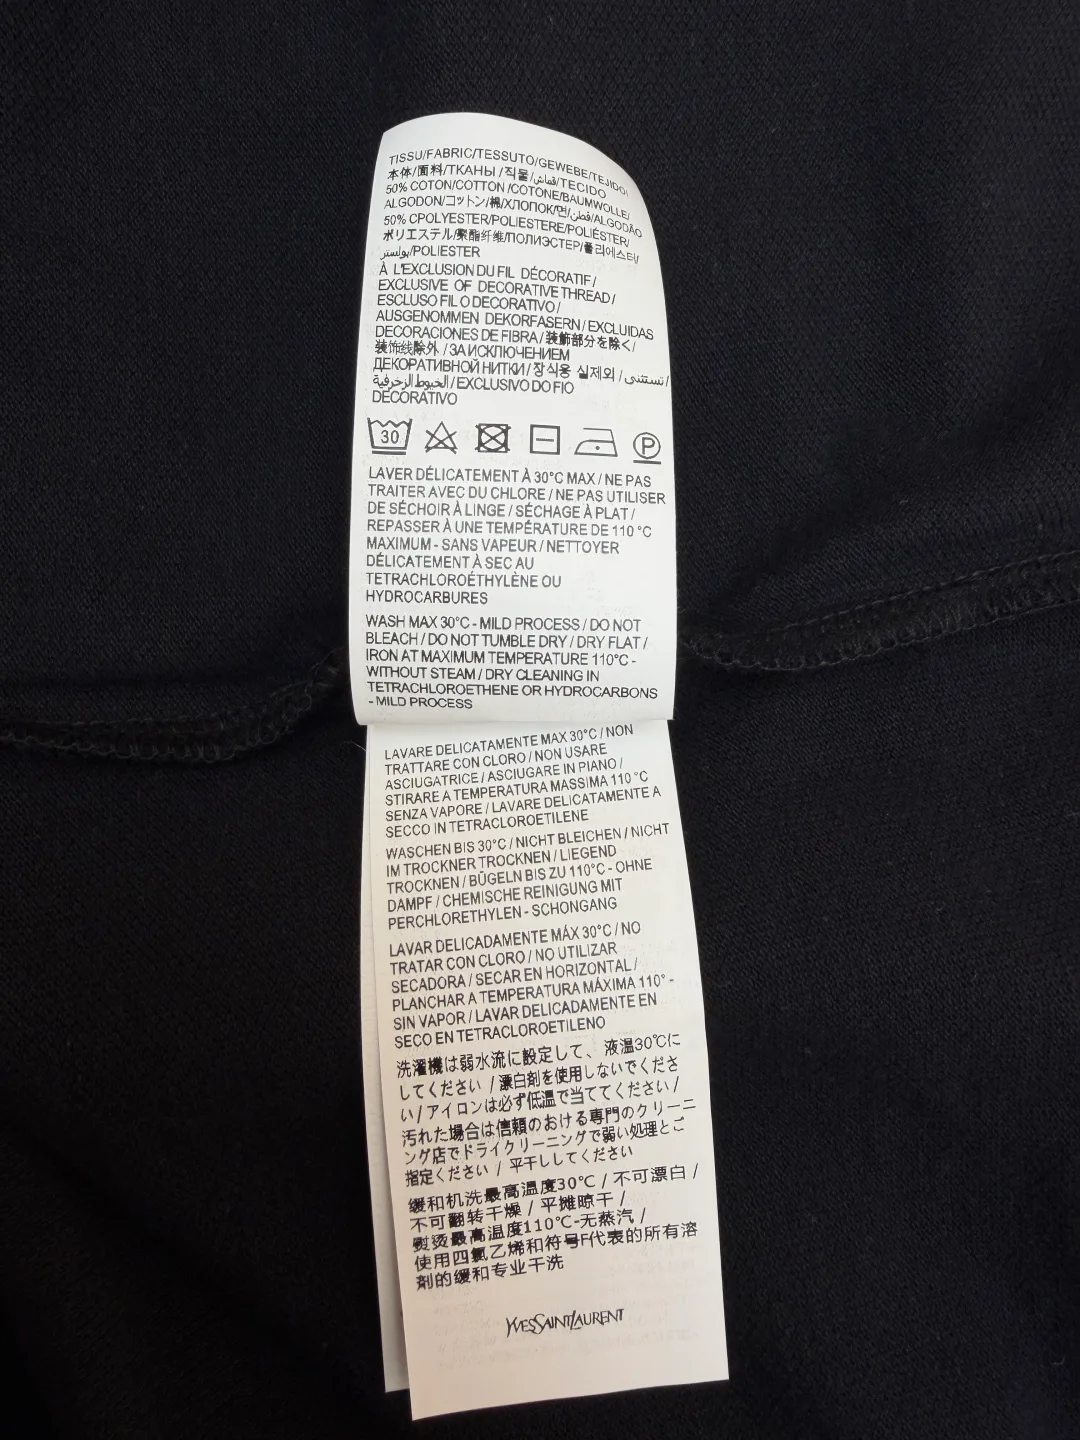 TISSU/FABRIC/TESSUTO/GEWEBE/TEJIDO/
本体/面料/ТКАНЫ/직물/قماش/TECIDO
50% COTON/COTTON/COTONE/BAUMWOLLE/
ALGODON/コットン/棉/ХЛОПОК/면/قطن/ALGODÃO
50% CPOLYESTER/POLIESTERE/POLIÉSTER/
ポリエステル/聚酯纤维/ПОЛИЭСТЕР/폴리에스터/
بوليستر/POLIESTER
À L'EXCLUSION DU FIL DÉCORATIF/
EXCLUSIVE OF DECORATIVE THREAD/
ESCLUSO FILO DECORATIVO/
AUSGENOMMEN DEKORFASERN/EXCLUIDAS
DECORACIONES DE FIBRA/装飾部分を除く/
装饰线除外/ЗА ИСКЛЮЧЕНИЕМ
ДЕКОРАТИВНОЙ НИТКИ/장식용 실제외/تستثنى/
الخيوط الزخرفية/EXCLUSIVO DO FIO
DECORATIVO
30 P
LAVER DÉLICATEMENT À 30°C MAX / NE PAS
TRAITER AVEC DU CHLORE / NE PAS UTILISER
DE SÉCHOIR À LINGE / SÉCHAGE À PLAT /
REPASSER À UNE TEMPÉRATURE DE 110 °C
MAXIMUM - SANS VAPEUR / NETTOYER
DÉLICATEMENT À SEC AU
TETRACHLOROÉTHYLÈNE OU
HYDROCARBURES
WASH MAX 30°C - MILD PROCESS / DO NOT
BLEACH / DO NOT TUMBLE DRY / DRY FLAT /
IRON AT MAXIMUM TEMPERATURE 110°C -
WITHOUT STEAM / DRY CLEANING IN
TETRACHLOROETHENE OR HYDROCARBONS
- MILD PROCESS
LAVARE DELICATAMENTE MAX 30°C / NON
TRATTARE CON CLORO / NON USARE
ASCIUGATRICE / ASCIUGARE IN PIANO /
STIRARE A TEMPERATURA MASSIMA 110 °C
SENZA VAPORE / LAVARE DELICATAMENTE A
SECCO IN TETRACLOROETILENE
WASCHEN BIS 30°C / NICHT BLEICHEN / NICHT
IM TROCKNER TROCKNEN / LIEGEND
TROCKNEN / BŪGELN BIS ZU 110°C - OHNE
DAMPF / CHEMISCHE REINIGUNG MIT
PERCHLORETHYLEN - SCHONGANG
LAVAR DELICADAMENTE MÁX 30°C / NO
TRATAR CON CLORO / NO UTILIZAR
SECADORA / SECAR EN HORIZONTAL /
PLANCHAR A TEMPERATURA MÁXIMA 110° -
SIN VAPOR / LAVAR DELICADAMENTE EN
SECO EN TETRACLOROETILENO
洗濯機は弱水流に設定して、液温30℃に
してください / 漂白剤を使用しないでくださ
い / アイロンは必ず低温で当ててください /
汚れた場合は信頼のおける専門のクリーニ
ング店でドライクリーニングで弱い処理とご
指定ください / 平干ししてください
缓和机洗最高温度30℃ / 不可漂白 /
不可翻转干燥 / 平摊晾干 /
熨烫最高温度110℃-无蒸汽 /
使用四氯乙烯和符号F代表的所有溶
剤的缓和专业干洗
YVESSAINTLAURENT